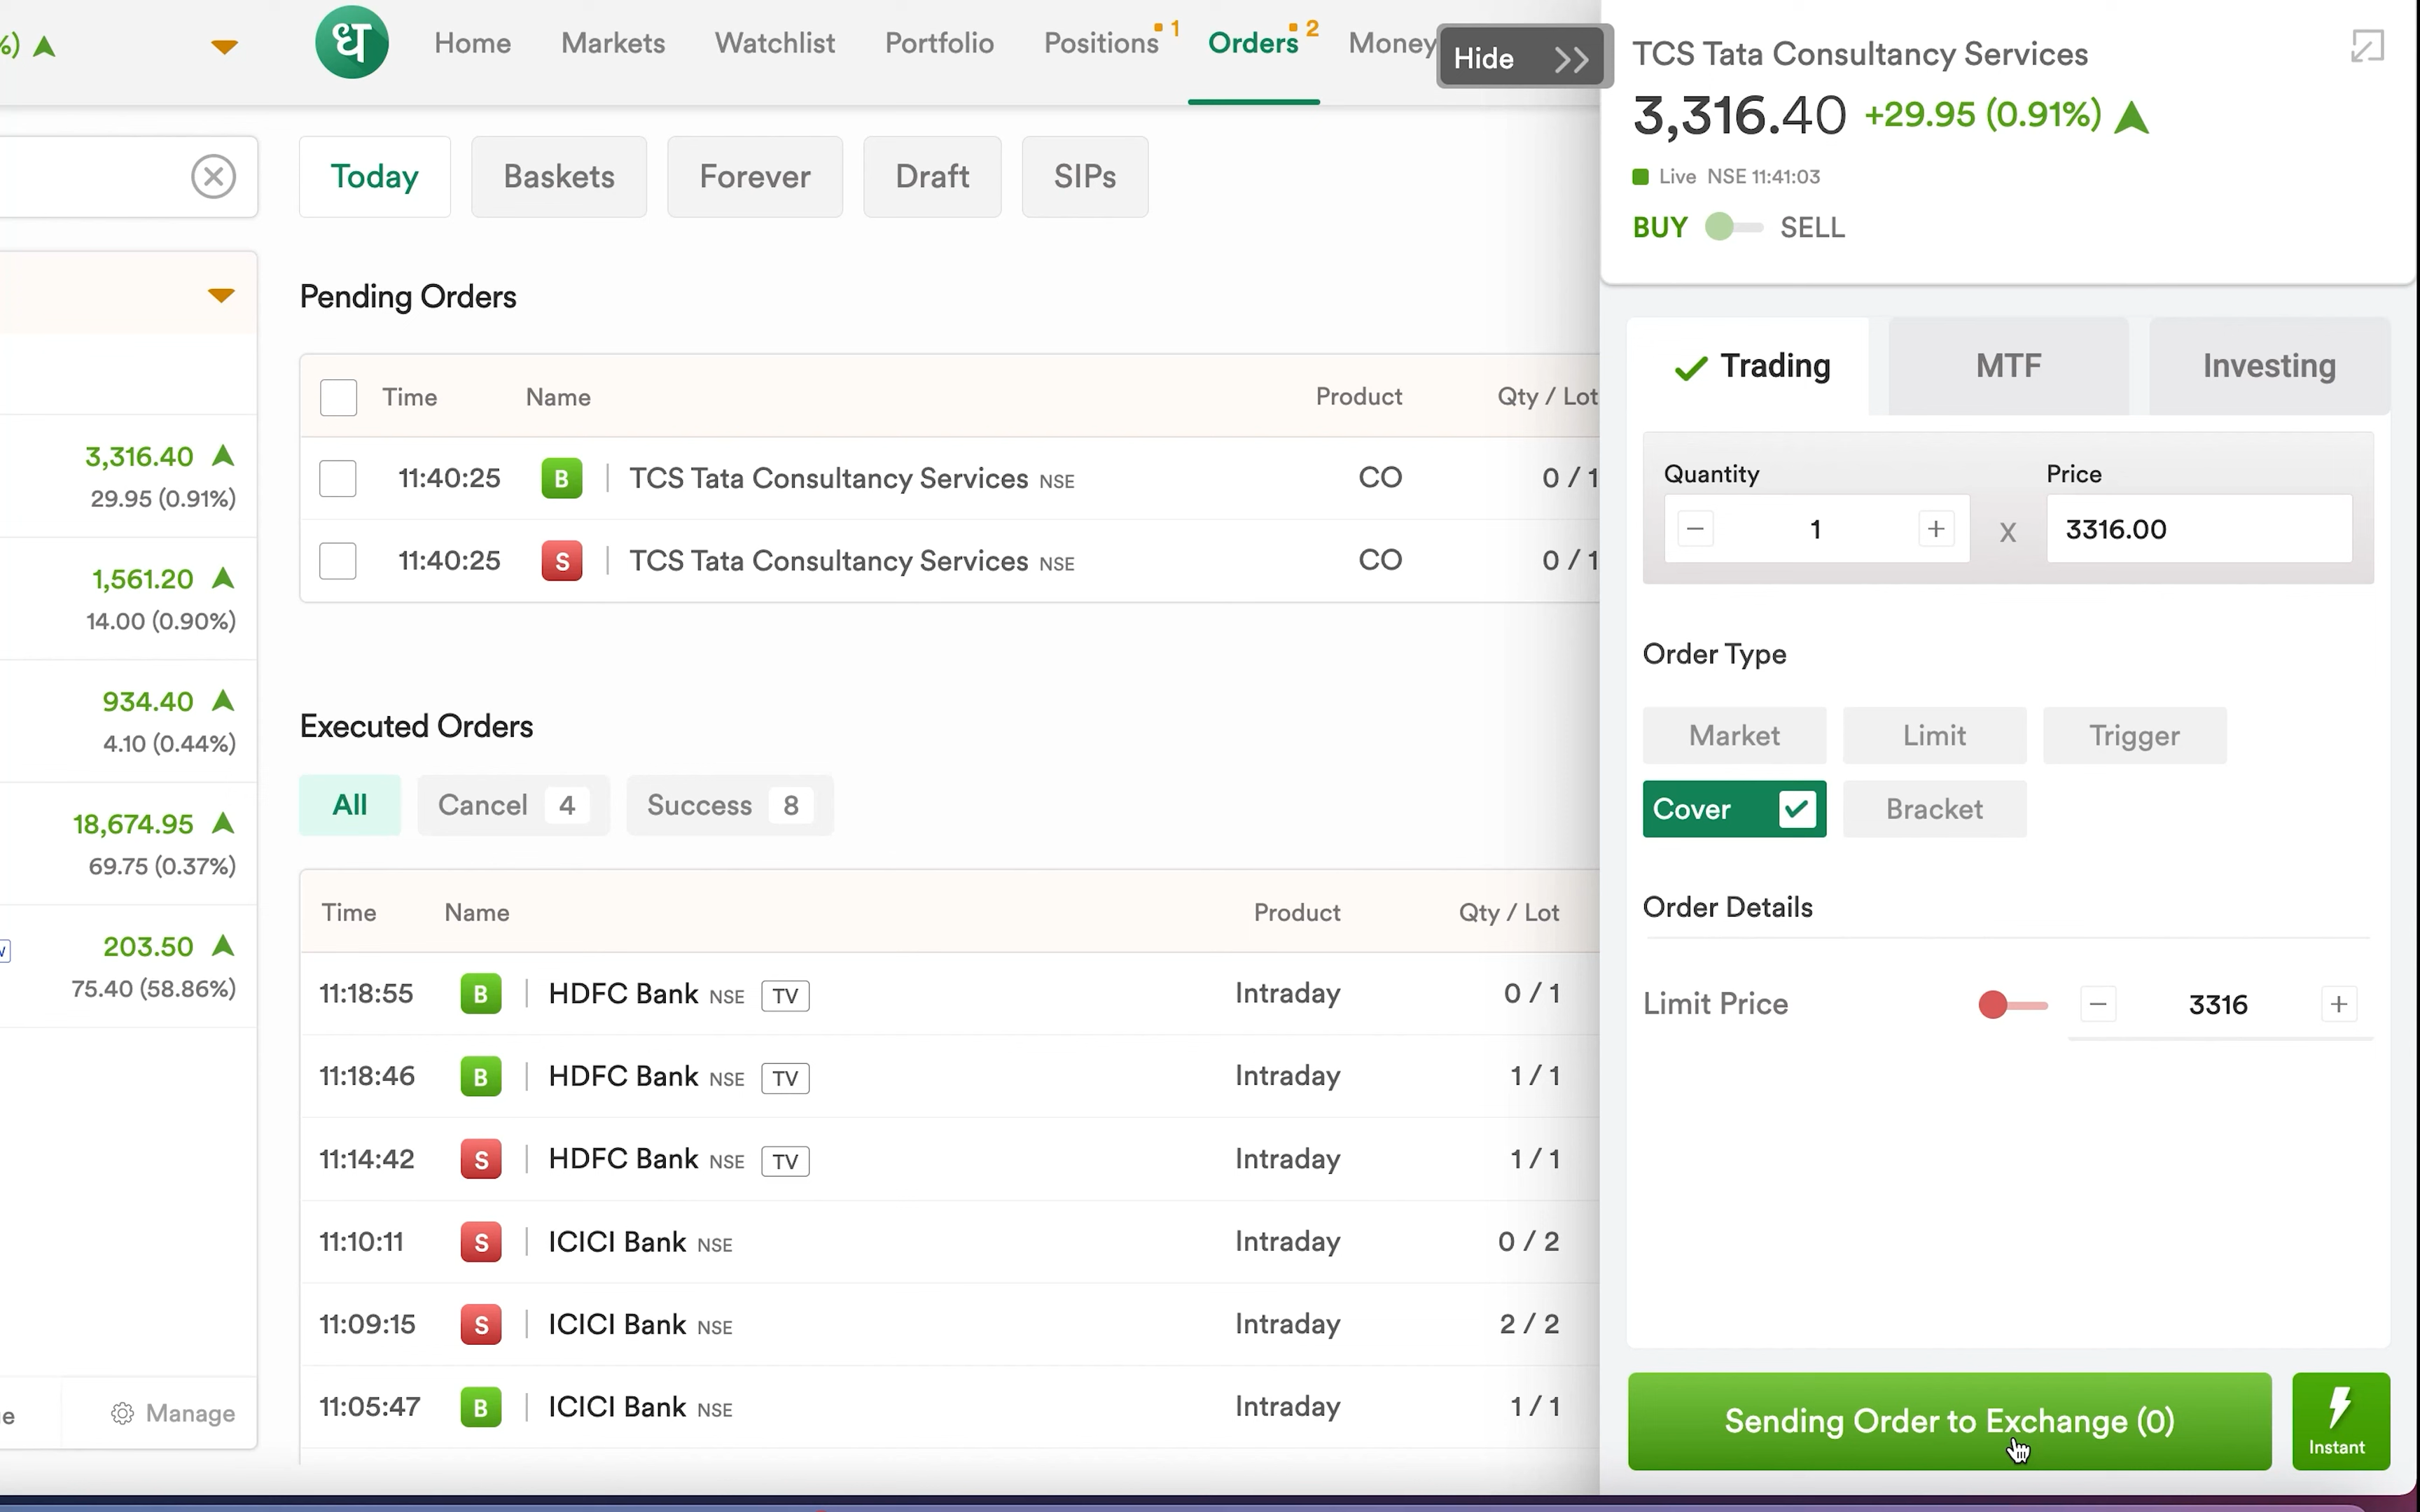 %)
ध Home Markets Watchlist Portfolio Positions 1 Orders 2 Money
Hide
Today Baskets Forever Draft SIPs
3,316.40
29.95 (0.91%)
1,561.20
14.00 (0.90%)
934.40
4.10 (0.44%)
18,674.95
69.75 (0.37%)
203.50
75.40 (58.86%)
Manage
Pending Orders
Time Name Product Qty / Lot
11:40:25 B | TCS Tata Consultancy Services NSE CO 0 / 1
11:40:25 S | TCS Tata Consultancy Services NSE CO 0 / 1
Executed Orders
All Cancel 4 Success 8
Time Name Product Qty / Lot
11:18:55 B | HDFC Bank NSE TV Intraday 0 / 1
11:18:46 B | HDFC Bank NSE TV Intraday 1 / 1
11:14:42 S | HDFC Bank NSE TV Intraday 1 / 1
11:10:11 S | ICICI Bank NSE Intraday 0 / 2
11:09:15 S | ICICI Bank NSE Intraday 2 / 2
11:05:47 B | ICICI Bank NSE Intraday 1 / 1
TCS Tata Consultancy Services
3,316.40 +29.95 (0.91%)
Live NSE 11:41:03
BUY SELL
Trading MTF Investing
Quantity Price
− 1 + X 3316.00
Order Type
Market Limit Trigger
Cover Bracket
Order Details
Limit Price − 3316 +
Sending Order to Exchange (0)
Instant